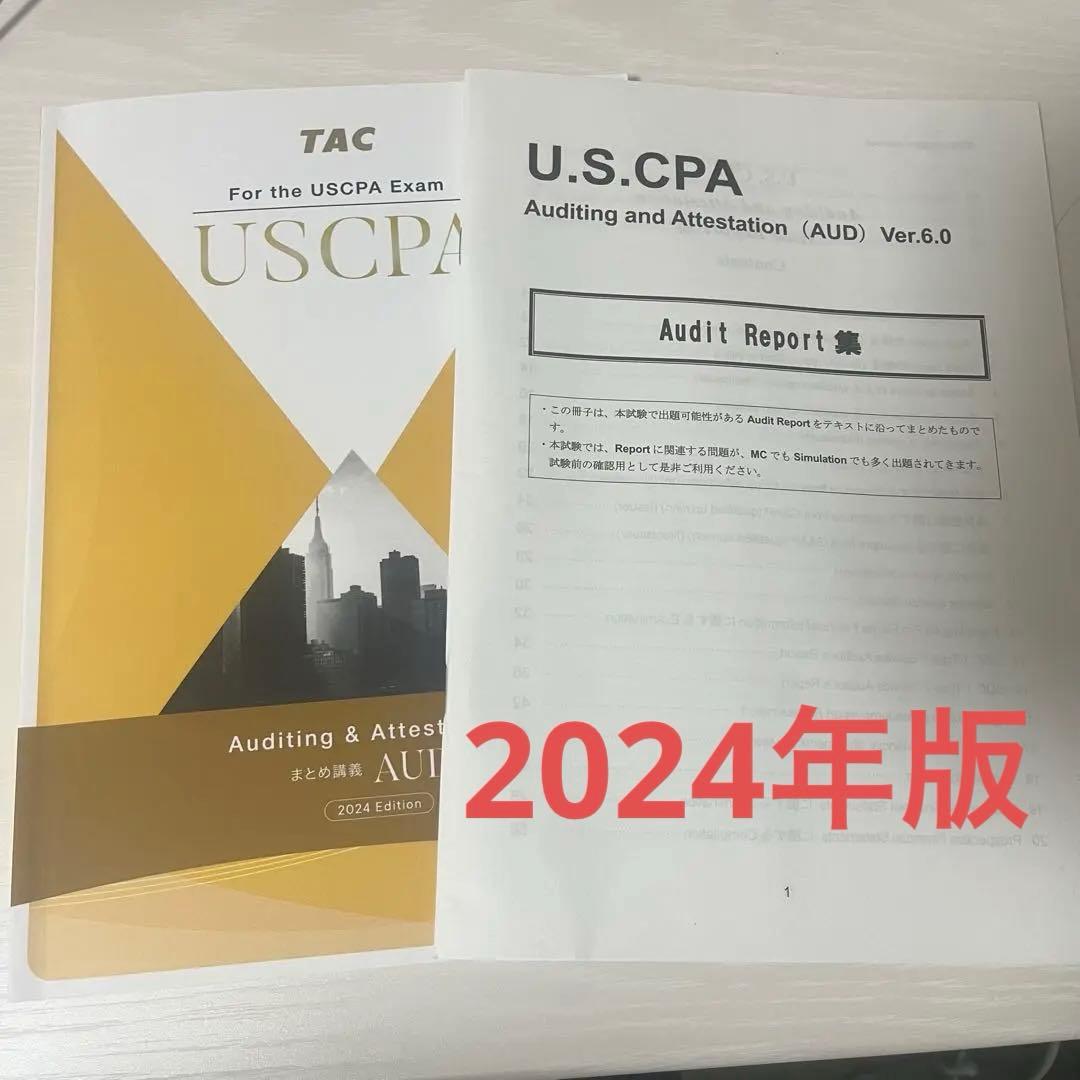 TAC
For the USCPA Exam
USCPA
Auditing & Attest
まとめ講義 AUD
2024 Edition
U.S.CPA
Auditing and Attestation（AUD）Ver.6.0
Audit Report 集
・この冊子は、本試験で出題可能性がある Audit Report をテキストに沿ってまとめたもので
す。
・本試験では、Report に関連する問題が、MC でも Simulation でも多く出題されてきます。
試験前の確認用として是非ご利用ください。
2024年版
1